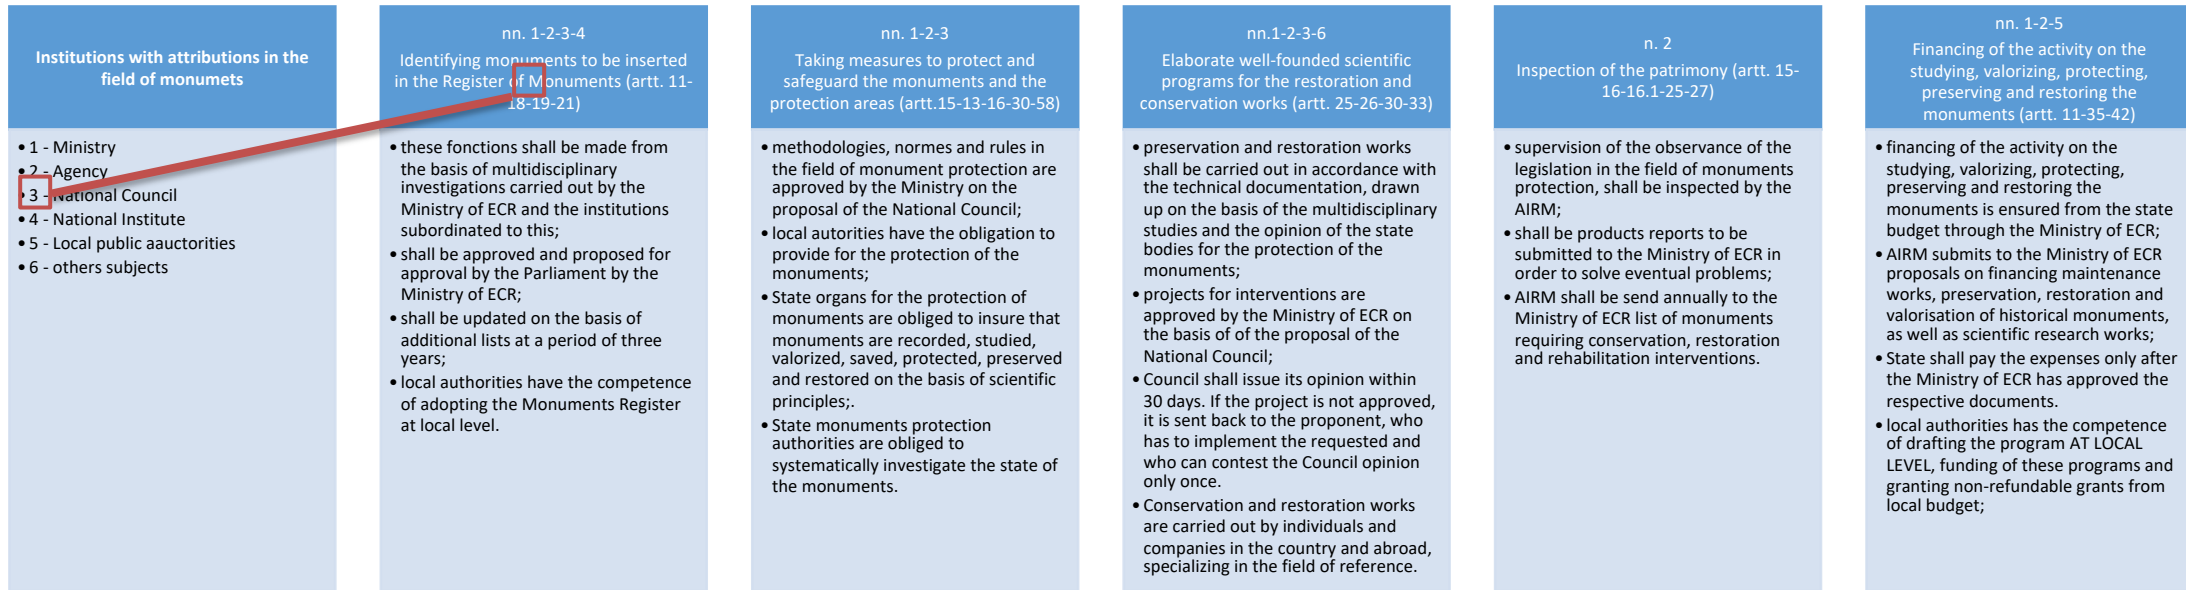 Institutions with attributions in the
field of monumets
• 1 - Ministry
• 2 - Agency
• 3 - National Council
• 4 - National Institute
• 5 - Local public aauctorities
• 6 - others subjects
nn. 1-2-3-4
Identifying monuments to be inserted
in the Register of Monuments (artt. 11-
18-19-21)
• these fonctions shall be made from
the basis of multidisciplinary
investigations carried out by the
Ministry of ECR and the institutions
subordinated to this;
• shall be approved and proposed for
approval by the Parliament by the
Ministry of ECR;
• shall be updated on the basis of
additional lists at a period of three
years;
• local authorities have the competence
of adopting the Monuments Register
at local level.
nn. 1-2-3
Taking measures to protect and
safeguard the monuments and the
protection areas (artt.15-13-16-30-58)
• methodologies, normes and rules in
the field of monument protection are
approved by the Ministry on the
proposal of the National Council;
• local autorities have the obligation to
provide for the protection of the
monuments;
• State organs for the protection of
monuments are obliged to insure that
monuments are recorded, studied,
valorized, saved, protected, preserved
and restored on the basis of scientific
principles;.
• State monuments protection
authorities are obliged to
systematically investigate the state of
the monuments.
nn.1-2-3-6
Elaborate well-founded scientific
programs for the restoration and
conservation works (artt. 25-26-30-33)
• preservation and restoration works
shall be carried out in accordance with
the technical documentation, drawn
up on the basis of the multidisciplinary
studies and the opinion of the state
bodies for the protection of the
monuments;
• projects for interventions are
approved by the Ministry of ECR on
the basis of of the proposal of the
National Council;
• Council shall issue its opinion within
30 days. If the project is not approved,
it is sent back to the proponent, who
has to implement the requested and
who can contest the Council opinion
only once.
• Conservation and restoration works
are carried out by individuals and
companies in the country and abroad,
specializing in the field of reference.
n. 2
Inspection of the patrimony (artt. 15-
16-16.1-25-27)
• supervision of the observance of the
legislation in the field of monuments
protection, shall be inspected by the
AIRM;
• shall be products reports to be
submitted to the Ministry of ECR in
order to solve eventual problems;
• AIRM shall be send annually to the
Ministry of ECR list of monuments
requiring conservation, restoration
and rehabilitation interventions.
nn. 1-2-5
Financing of the activity on the
studying, valorizing, protecting,
preserving and restoring the
monuments (artt. 11-35-42)
• financing of the activity on the
studying, valorizing, protecting,
preserving and restoring the
monuments is ensured from the state
budget through the Ministry of ECR;
• AIRM submits to the Ministry of ECR
proposals on financing maintenance
works, preservation, restoration and
valorisation of historical monuments,
as well as scientific research works;
• State shall pay the expenses only after
the Ministry of ECR has approved the
respective documents.
• local authorities has the competence
of drafting the program AT LOCAL
LEVEL, funding of these programs and
granting non-refundable grants from
local budget;